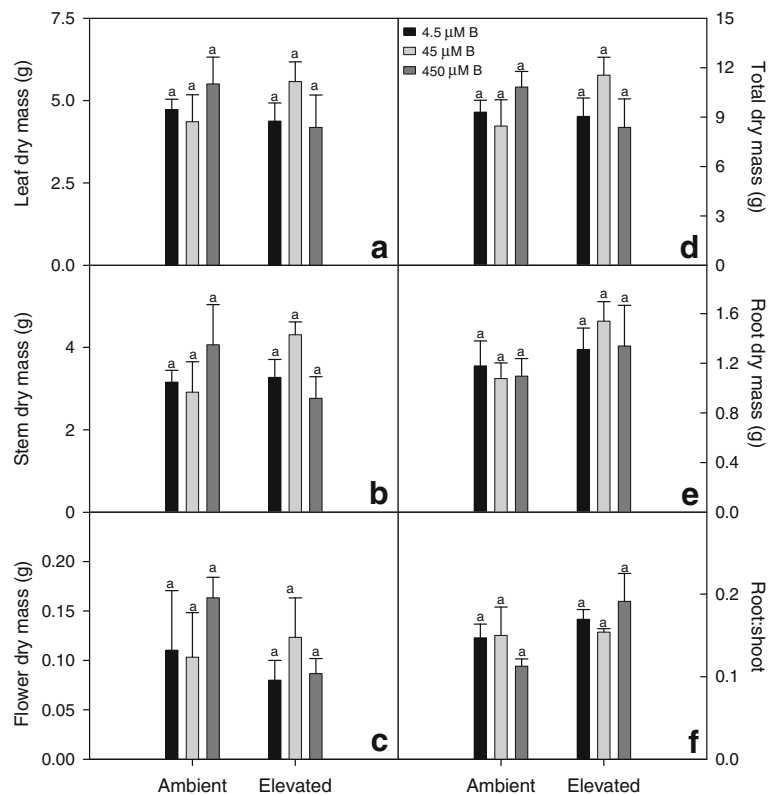 7.5
5.0
2.5
0.0
Leaf dry mass (g)
a a a a a a
a
4.5 µM B
45 µM B
450 µM B
15
12
9
6
3
0
Total dry mass (g)
a a a a a a
d
4
2
0
Stem dry mass (g)
a a a a a a
b
1.6
1.2
0.8
0.4
0.0
Root dry mass (g)
a a a a a a
e
0.20
0.15
0.10
0.05
0.00
Flower dry mass (g)
a a a a a a
c
0.2
0.1
0.0
Root:shoot
a a a a a a
f
Ambient Elevated
Ambient Elevated